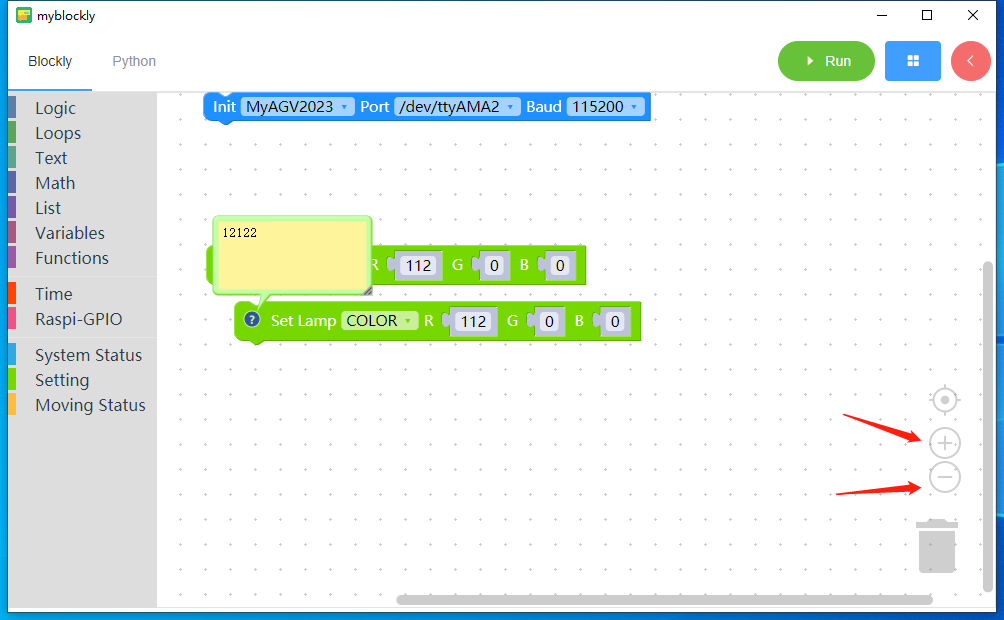 myblockly
Blockly Python Run
Logic
Loops
Text
Math
List
Variables
Functions
Time
Raspi-GPIO
System Status
Setting
Moving Status
Init MyAGV2023 Port /dev/ttyAMA2 Baud 115200
12122
R 112 G 0 B 0
? Set Lamp COLOR R 112 G 0 B 0